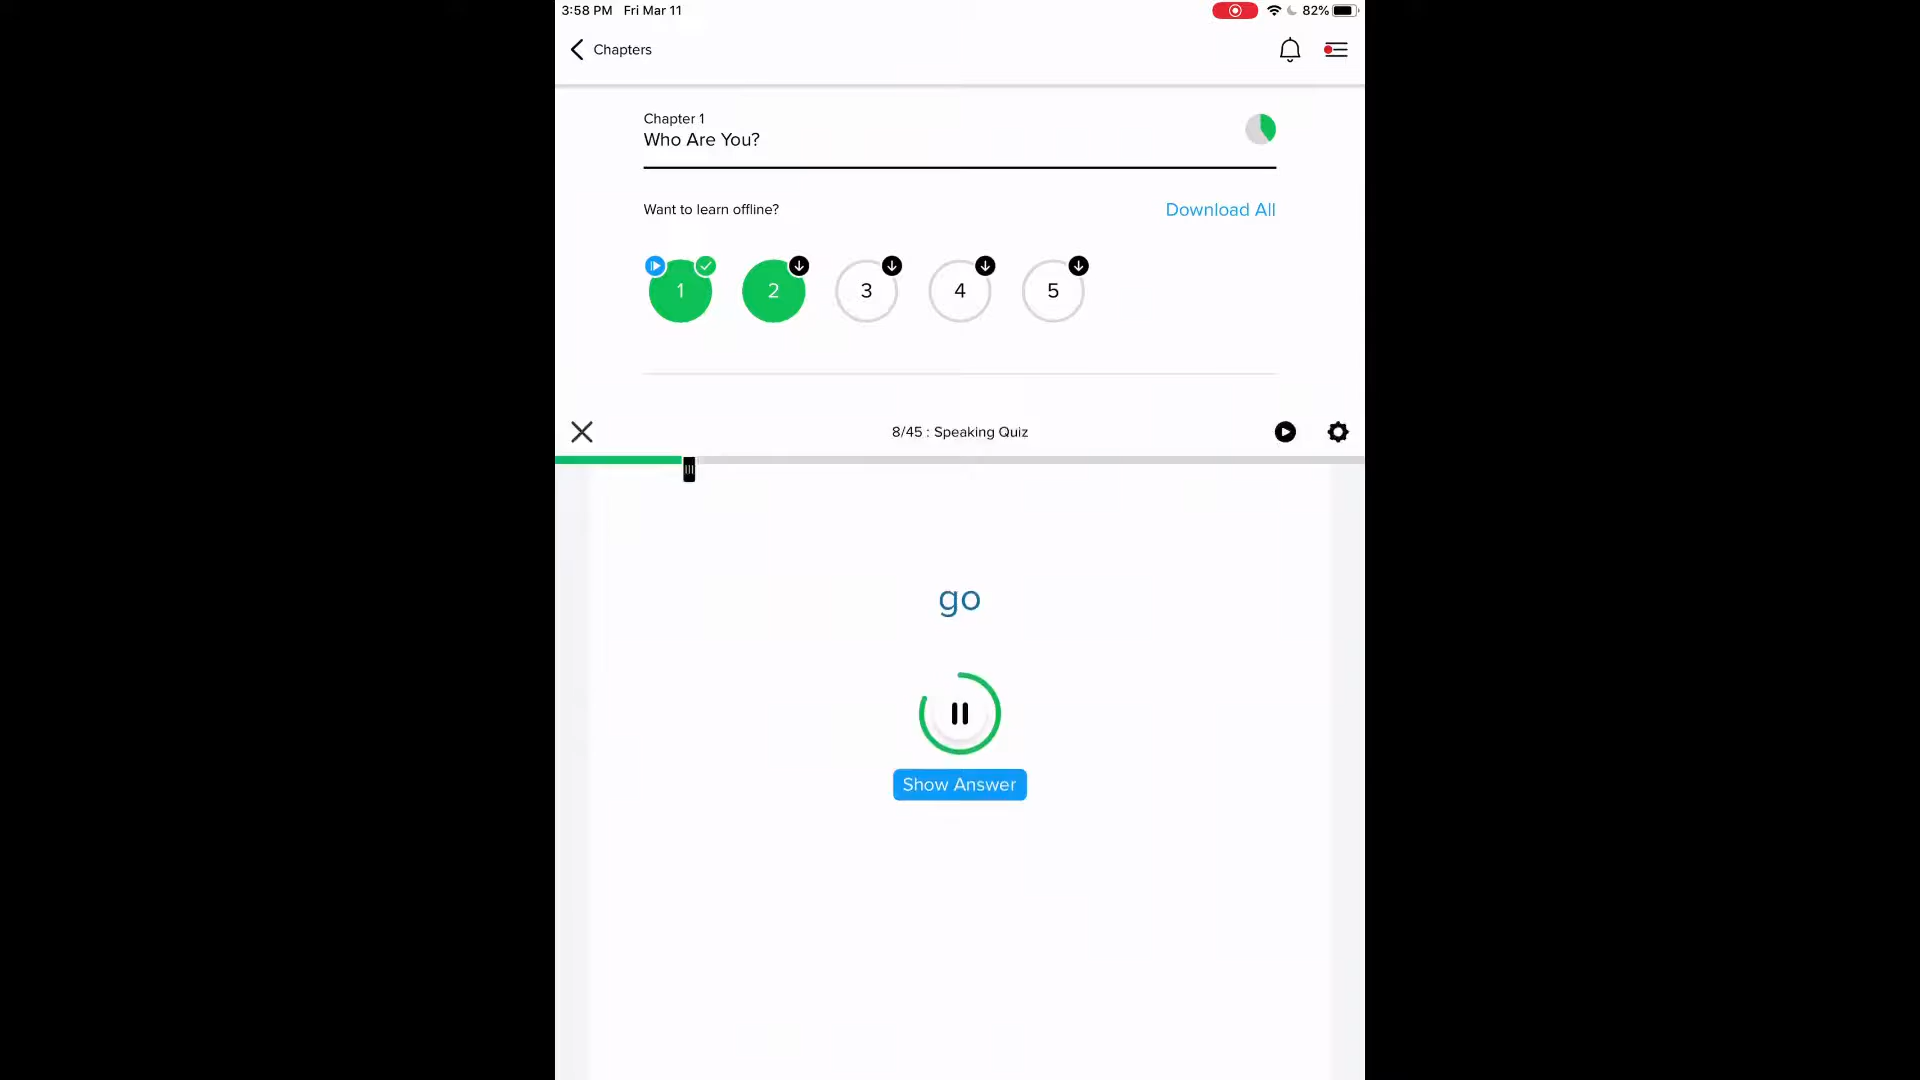 3:58 PM Fri Mar 11 82%
Chapters
Chapter 1
Who Are You?
Want to learn offline? Download All
1 2 3 4 5
8/45 : Speaking Quiz
go
Show Answer